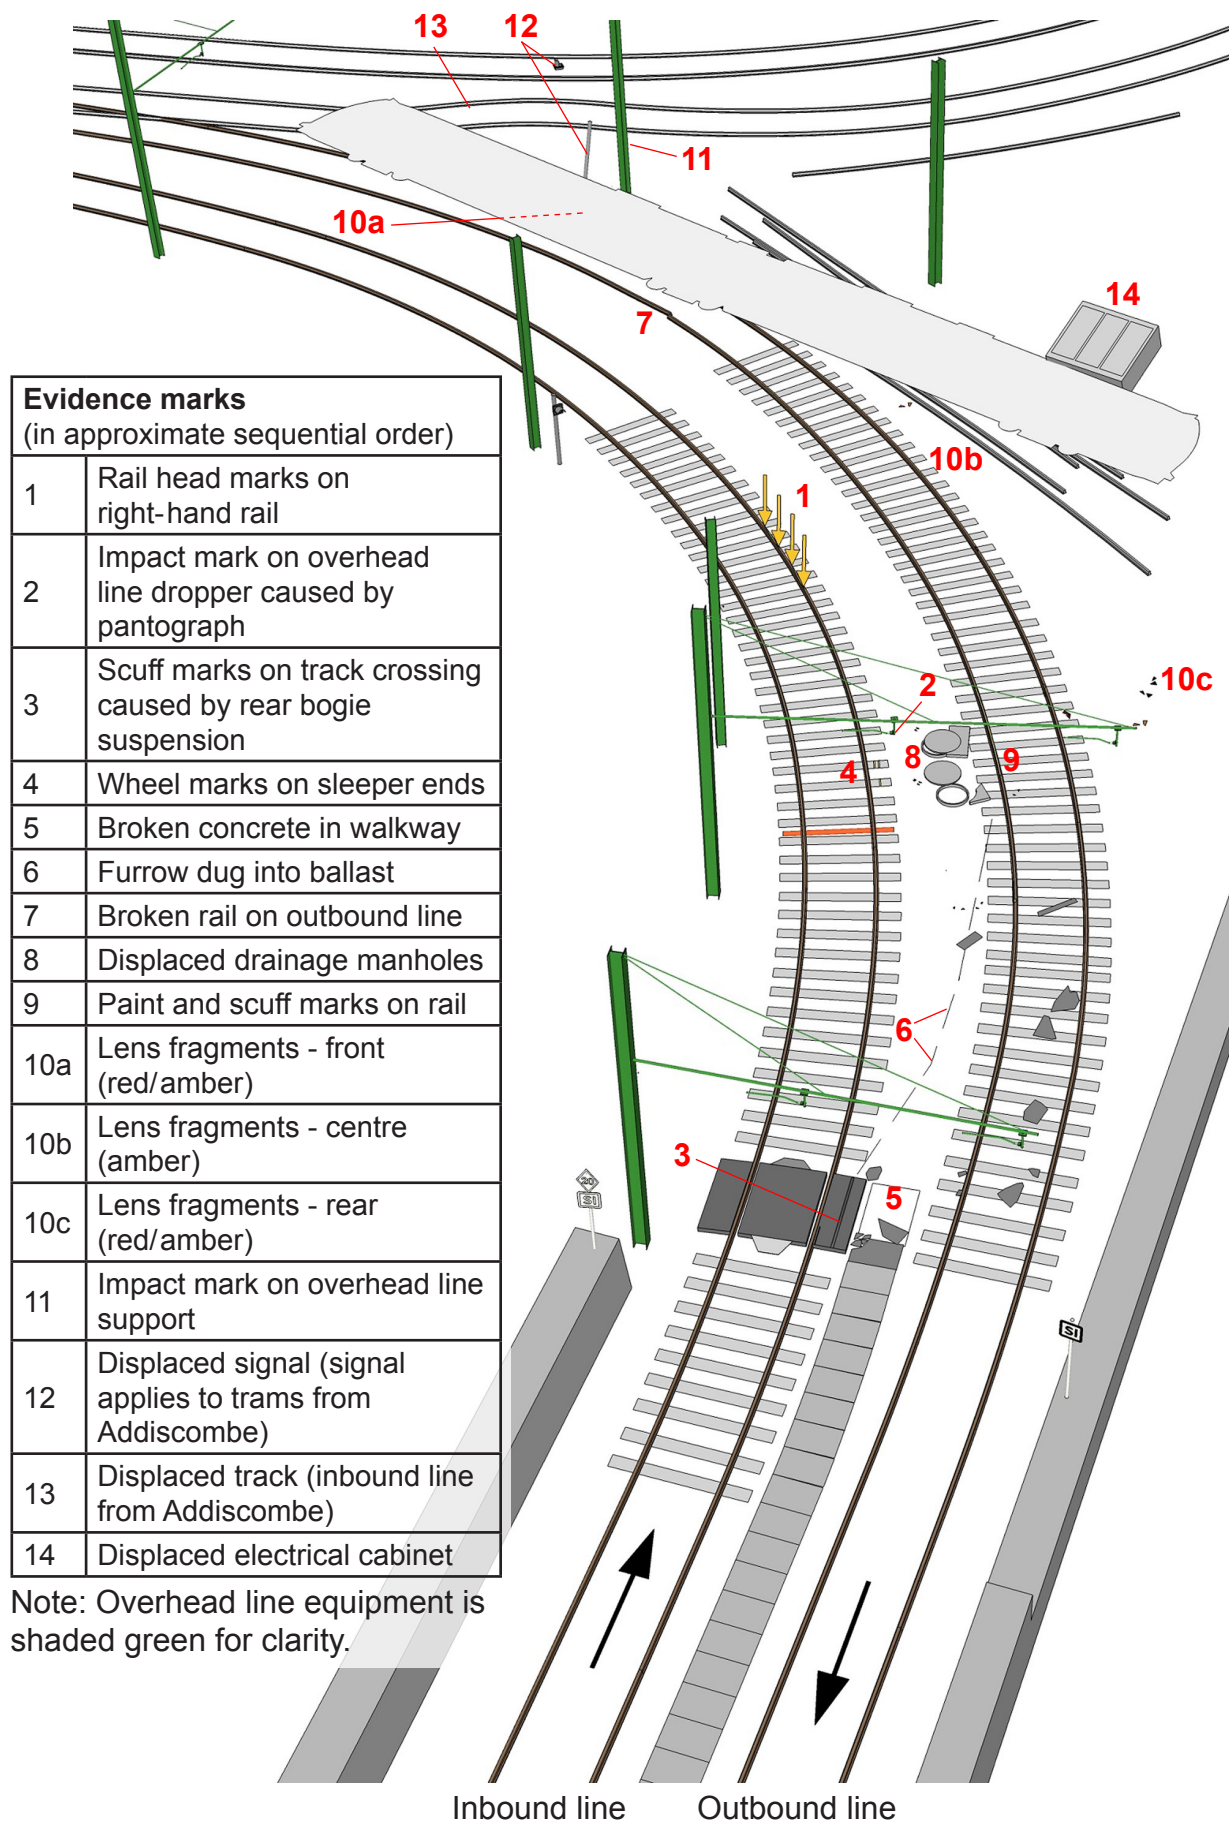 13
12
11
10a
14
7
Evidence marks
(in approximate sequential order)
1
Rail head marks on
right-hand rail
2
Impact mark on overhead
line dropper caused by
pantograph
3
Scuff marks on track crossing
caused by rear bogie
suspension
4
Wheel marks on sleeper ends
5
Broken concrete in walkway
6
Furrow dug into ballast
7
Broken rail on outbound line
8
Displaced drainage manholes
9
Paint and scuff marks on rail
10a
Lens fragments - front
(red/amber)
10b
Lens fragments - centre
(amber)
10c
Lens fragments - rear
(red/amber)
11
Impact mark on overhead line
support
12
Displaced signal (signal
applies to trams from
Addiscombe)
13
Displaced track (inbound line
from Addiscombe)
14
Displaced electrical cabinet
Note: Overhead line equipment is
shaded green for clarity.
10b
1
10c
2
8
9
4
6
3
5
20
SI
SI
Inbound line
Outbound line